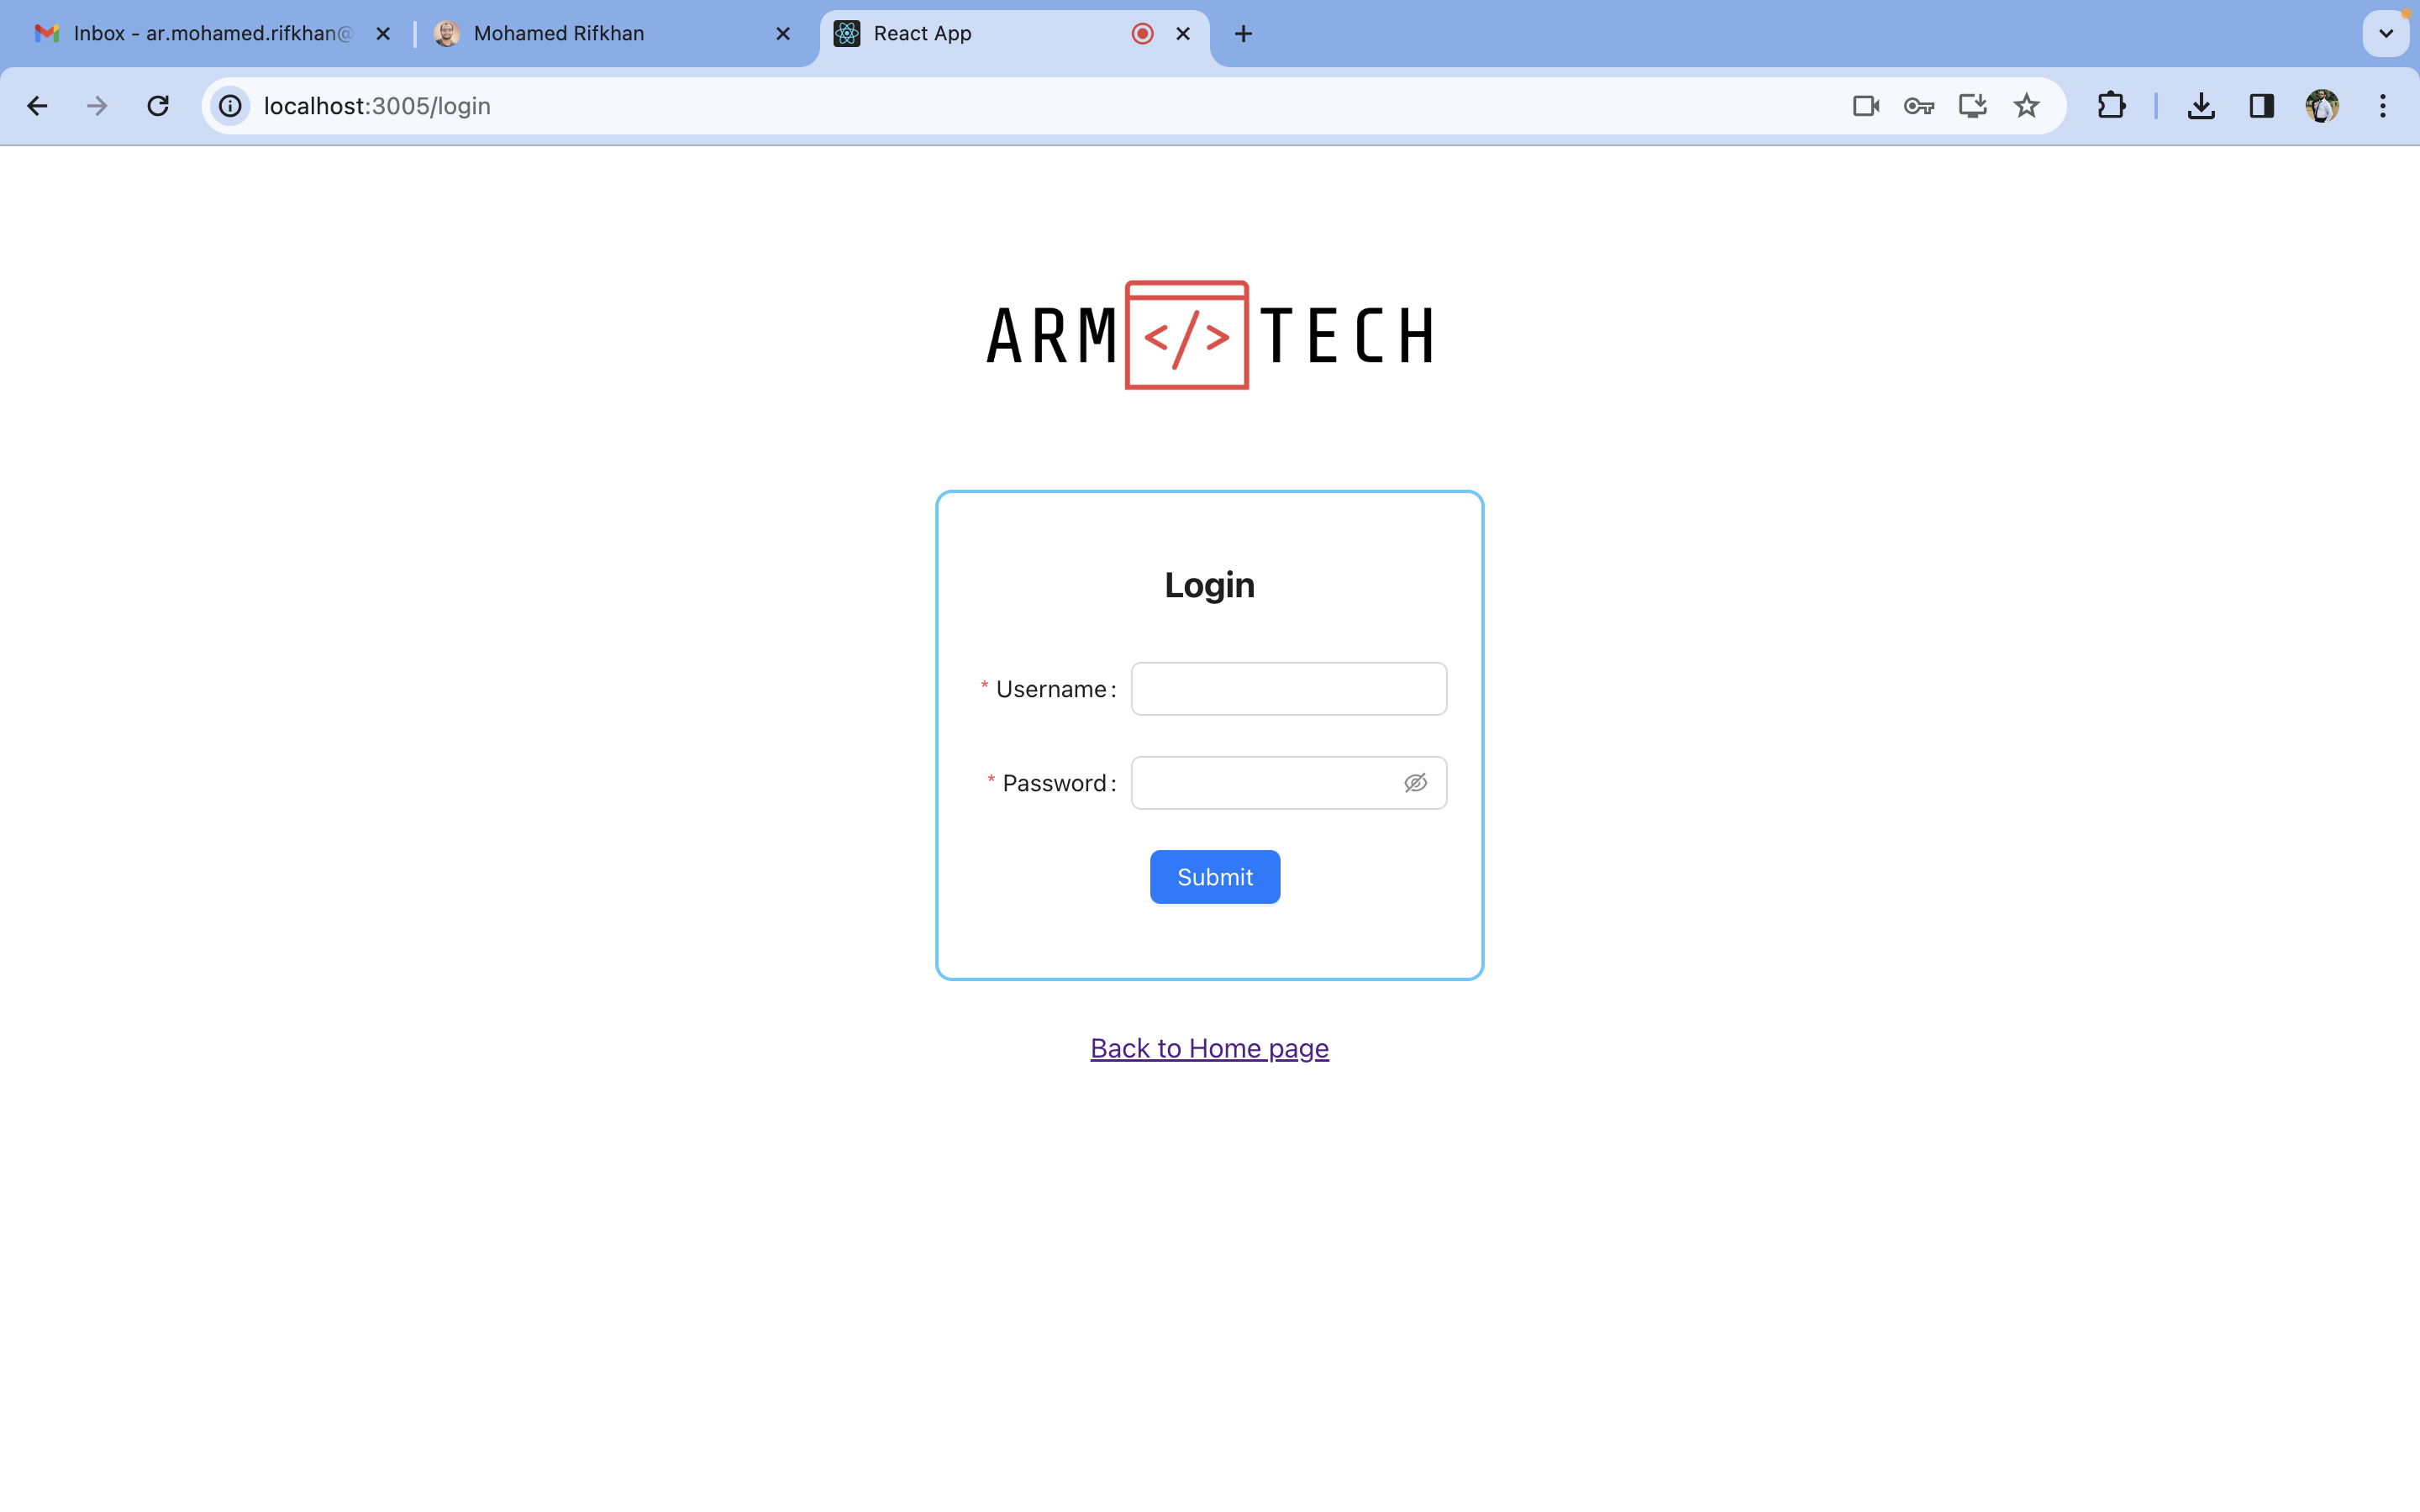 Inbox - ar.mohamed.rifkhan@
Mohamed Rifkhan
React App
localhost:3005/login
ARM </> TECH
Login
* Username:
* Password:
Submit
Back to Home page